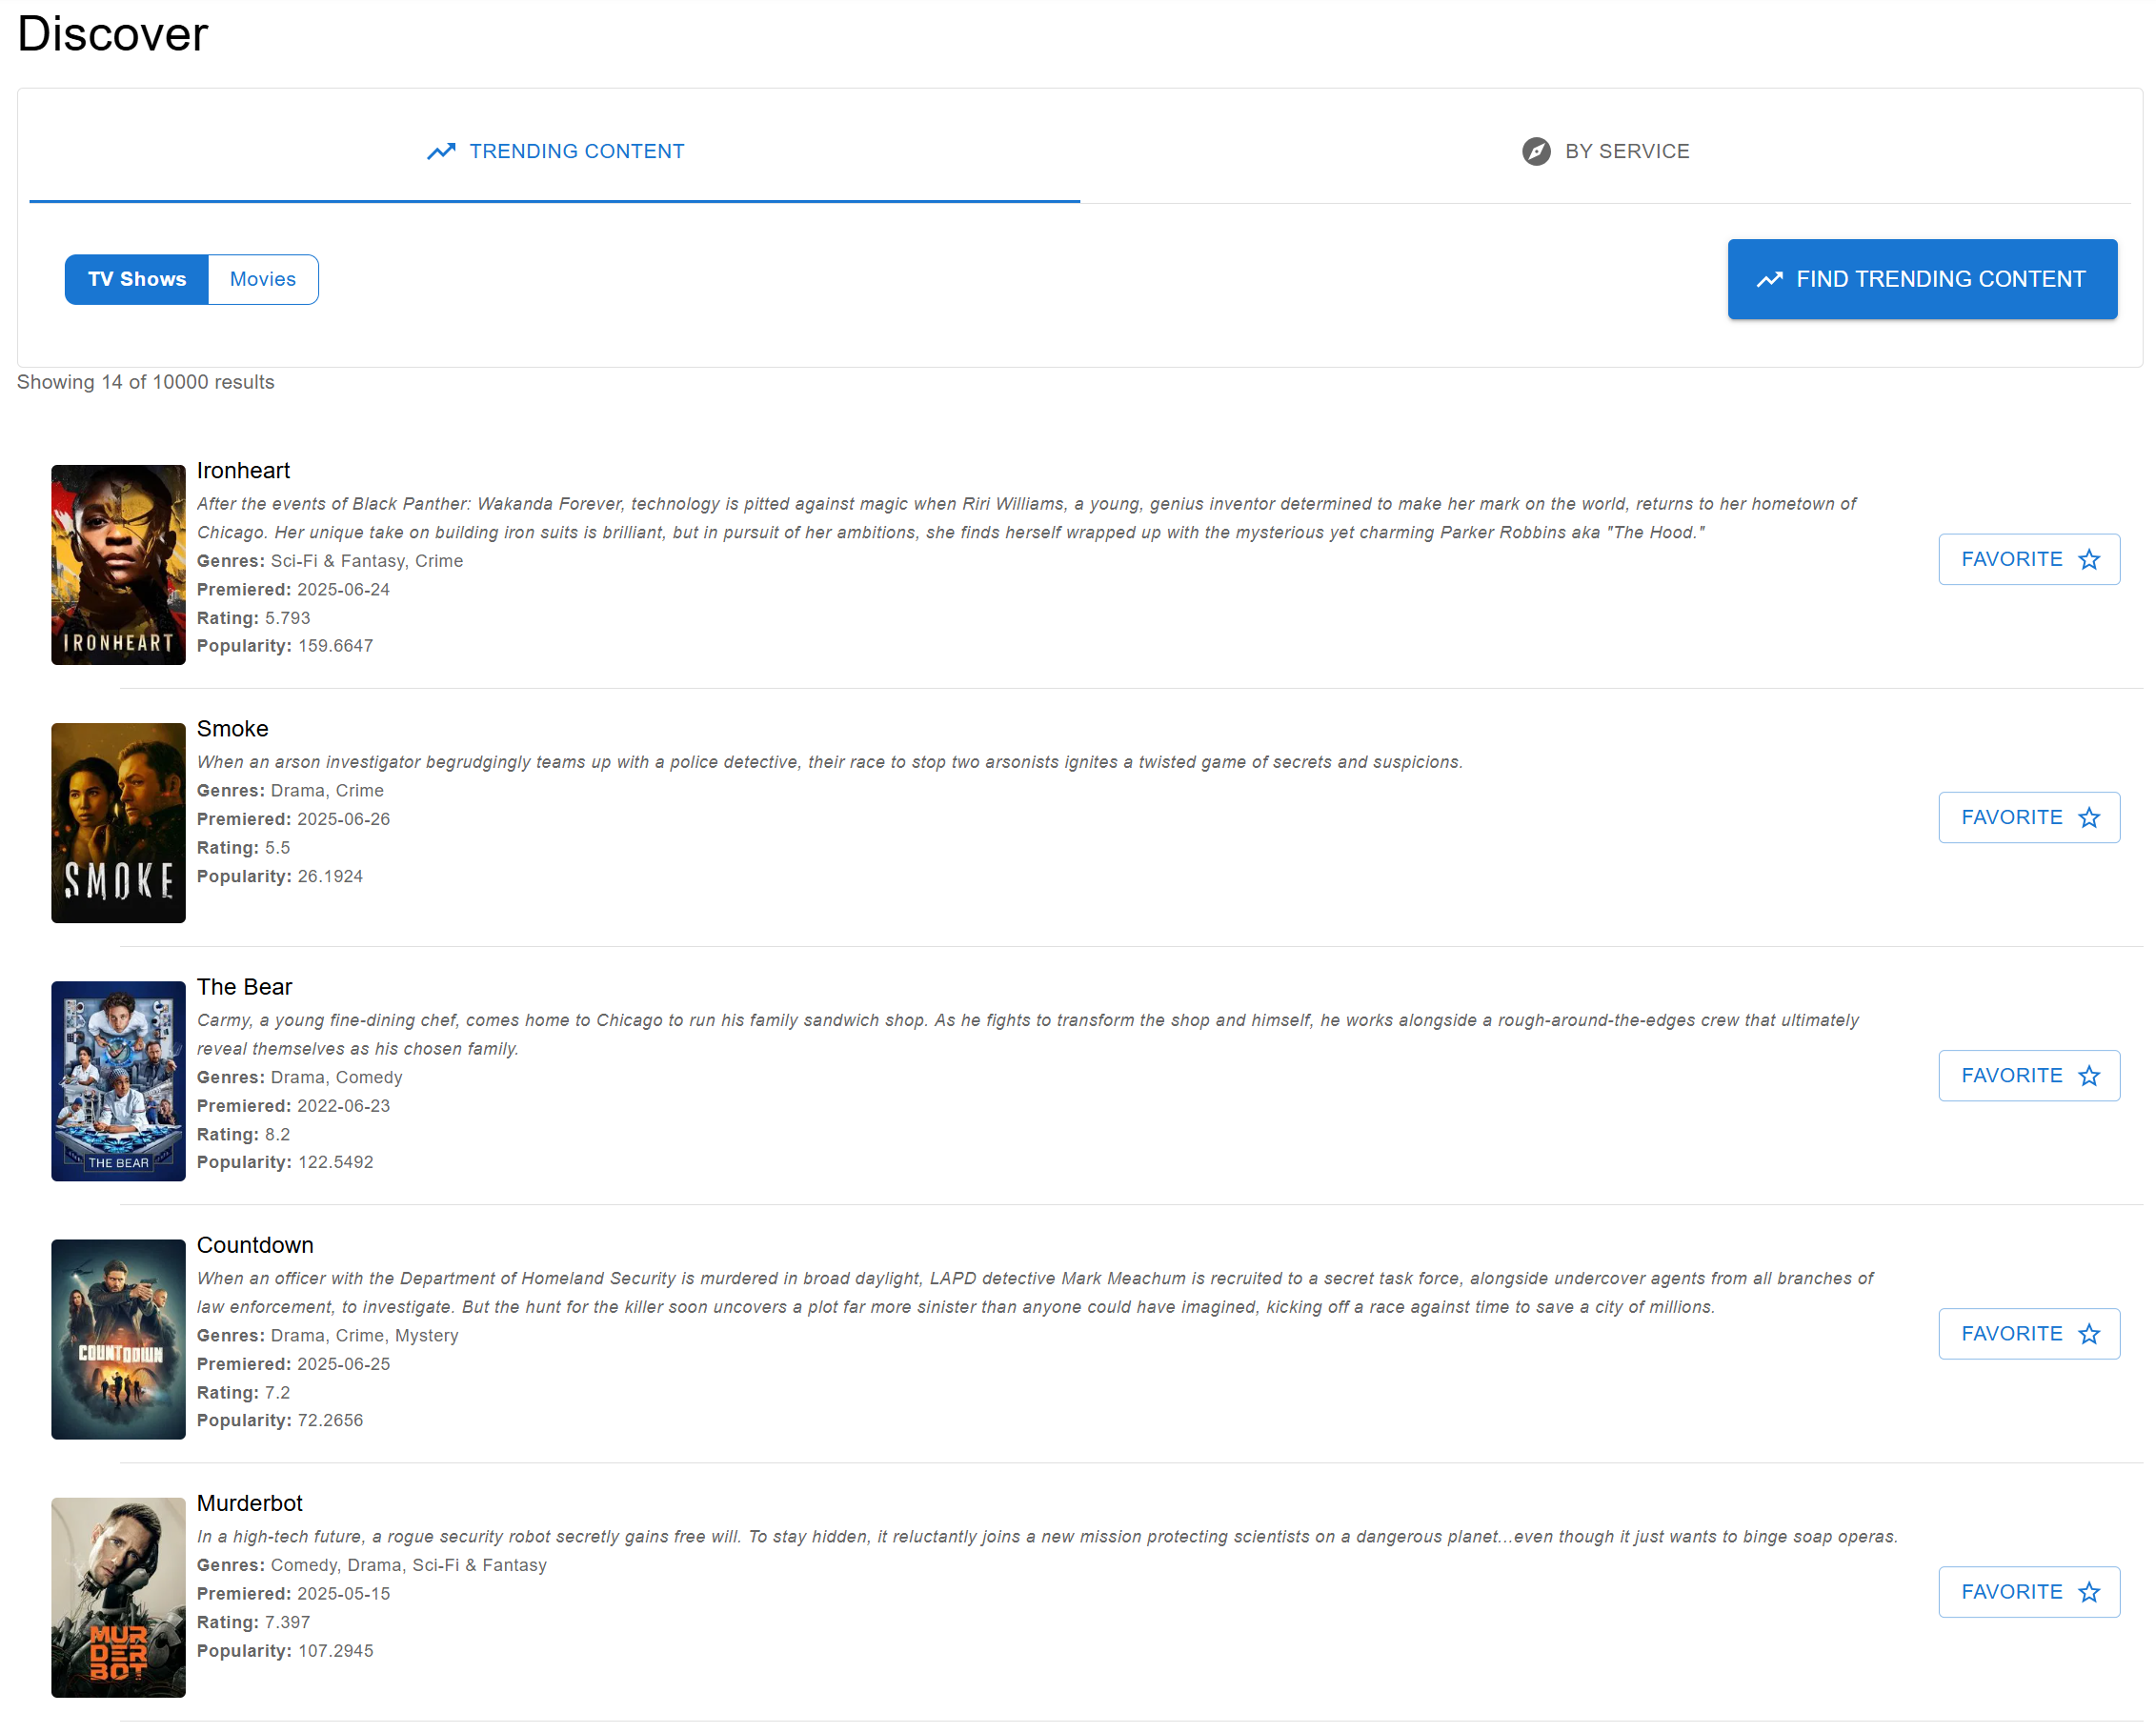 Discover
TRENDING CONTENT
BY SERVICE
TV Shows
Movies
FIND TRENDING CONTENT
Showing 14 of 10000 results
IRONHEART
Ironheart
After the events of Black Panther: Wakanda Forever, technology is pitted against magic when Riri Williams, a young, genius inventor determined to make her mark on the world, returns to her hometown of
Chicago. Her unique take on building iron suits is brilliant, but in pursuit of her ambitions, she finds herself wrapped up with the mysterious yet charming Parker Robbins aka "The Hood."
Genres: Sci-Fi & Fantasy, Crime
Premiered: 2025-06-24
Rating: 5.793
Popularity: 159.6647
FAVORITE
SMOKE
Smoke
When an arson investigator begrudgingly teams up with a police detective, their race to stop two arsonists ignites a twisted game of secrets and suspicions.
Genres: Drama, Crime
Premiered: 2025-06-26
Rating: 5.5
Popularity: 26.1924
FAVORITE
THE BEAR
The Bear
Carmy, a young fine-dining chef, comes home to Chicago to run his family sandwich shop. As he fights to transform the shop and himself, he works alongside a rough-around-the-edges crew that ultimately
reveal themselves as his chosen family.
Genres: Drama, Comedy
Premiered: 2022-06-23
Rating: 8.2
Popularity: 122.5492
FAVORITE
COUNTDOWN
Countdown
When an officer with the Department of Homeland Security is murdered in broad daylight, LAPD detective Mark Meachum is recruited to a secret task force, alongside undercover agents from all branches of
law enforcement, to investigate. But the hunt for the killer soon uncovers a plot far more sinister than anyone could have imagined, kicking off a race against time to save a city of millions.
Genres: Drama, Crime, Mystery
Premiered: 2025-06-25
Rating: 7.2
Popularity: 72.2656
FAVORITE
MUR
DER
BOT
Murderbot
In a high-tech future, a rogue security robot secretly gains free will. To stay hidden, it reluctantly joins a new mission protecting scientists on a dangerous planet...even though it just wants to binge soap operas.
Genres: Comedy, Drama, Sci-Fi & Fantasy
Premiered: 2025-05-15
Rating: 7.397
Popularity: 107.2945
FAVORITE